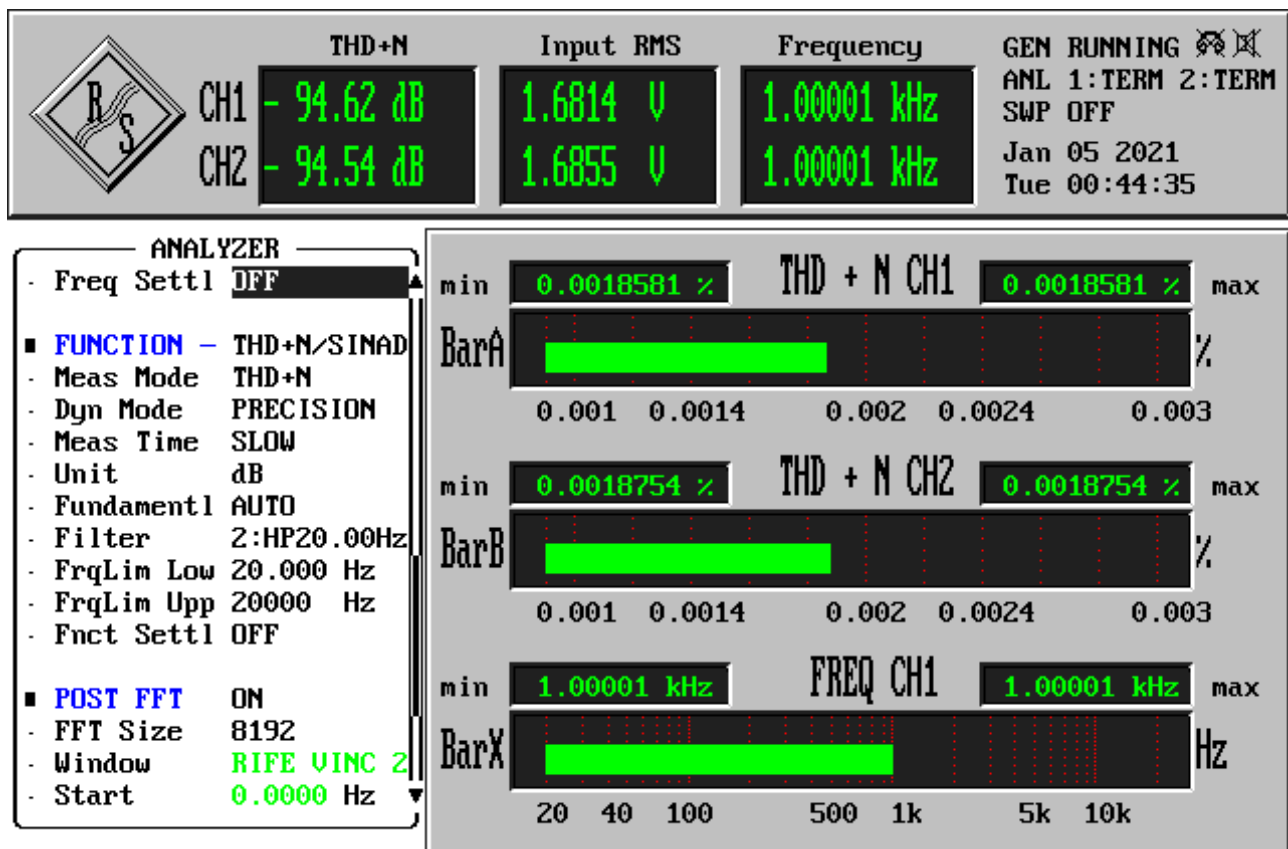 THD+N Input RMS Frequency GEN RUNNING
R S CH1 - 94.62 dB 1.6814 V 1.00001 kHz ANL 1:TERM 2:TERM
SWP OFF
CH2 - 94.54 dB 1.6855 V 1.00001 kHz Jan 05 2021
Tue 00:44:35
ANALYZER
Freq Settl OFF
FUNCTION - THD+N/SINAD
Meas Mode THD+N
Dyn Mode PRECISION
Meas Time SLOW
Unit dB
Fundamentl AUTO
Filter 2:HP20.00Hz
FrqLim Low 20.000 Hz
FrqLim Upp 20000 Hz
Fnct Settl OFF
POST FFT ON
FFT Size 8192
Window RIFE VINC 2
Start 0.0000 Hz
min 0.0018581 % THD + N CH1 0.0018581 % max
BarA %
0.001 0.0014 0.002 0.0024 0.003
min 0.0018754 % THD + N CH2 0.0018754 % max
BarB %
0.001 0.0014 0.002 0.0024 0.003
min 1.00001 kHz FREQ CH1 1.00001 kHz max
BarX Hz
20 40 100 500 1k 5k 10k